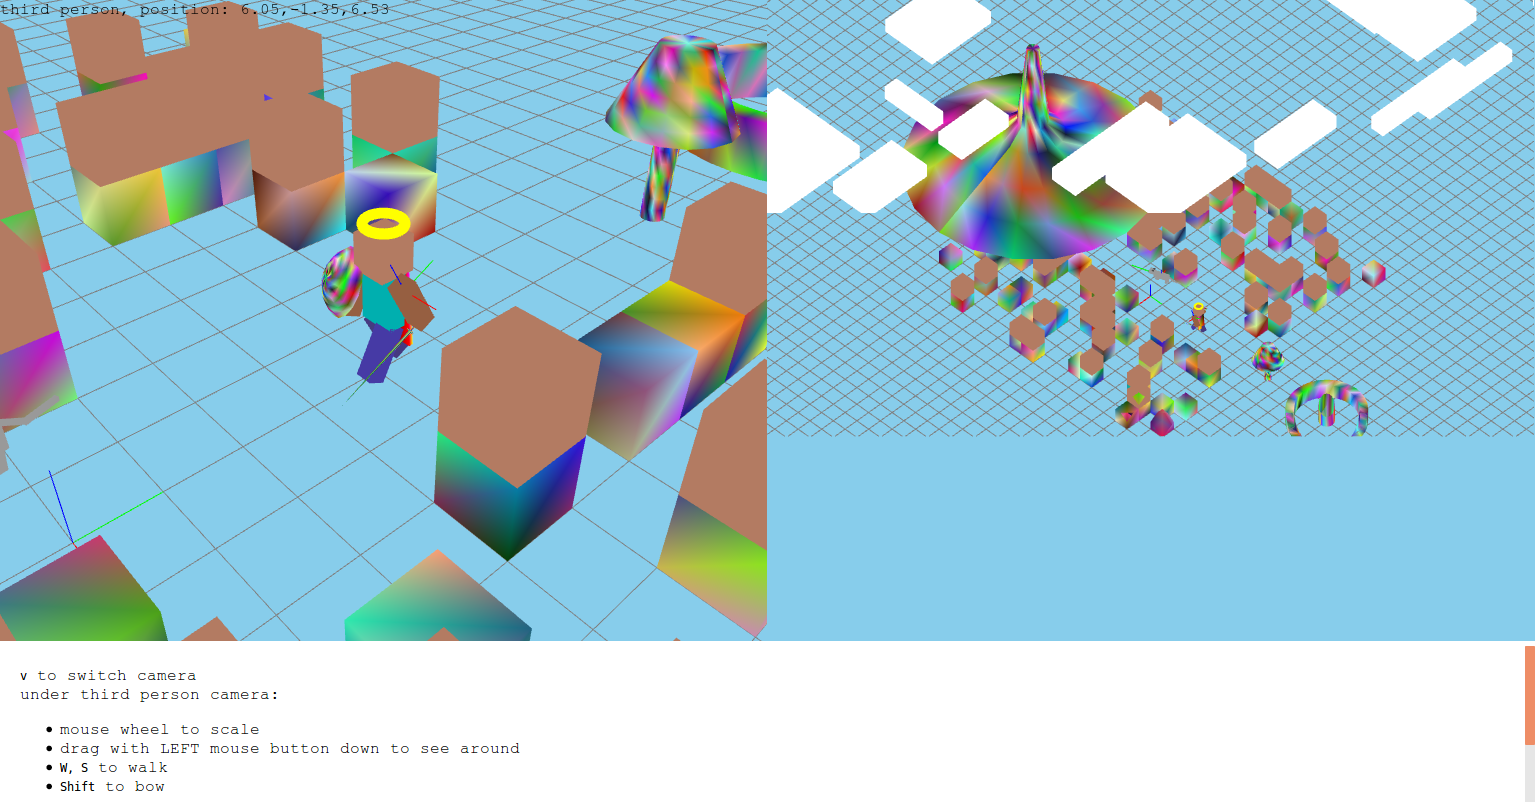 third person, position: 6.05,-1.35,6.53
v to switch camera
under third person camera:
mouse wheel to scale
drag with LEFT mouse button down to see around
W, S to walk
Shift to bow